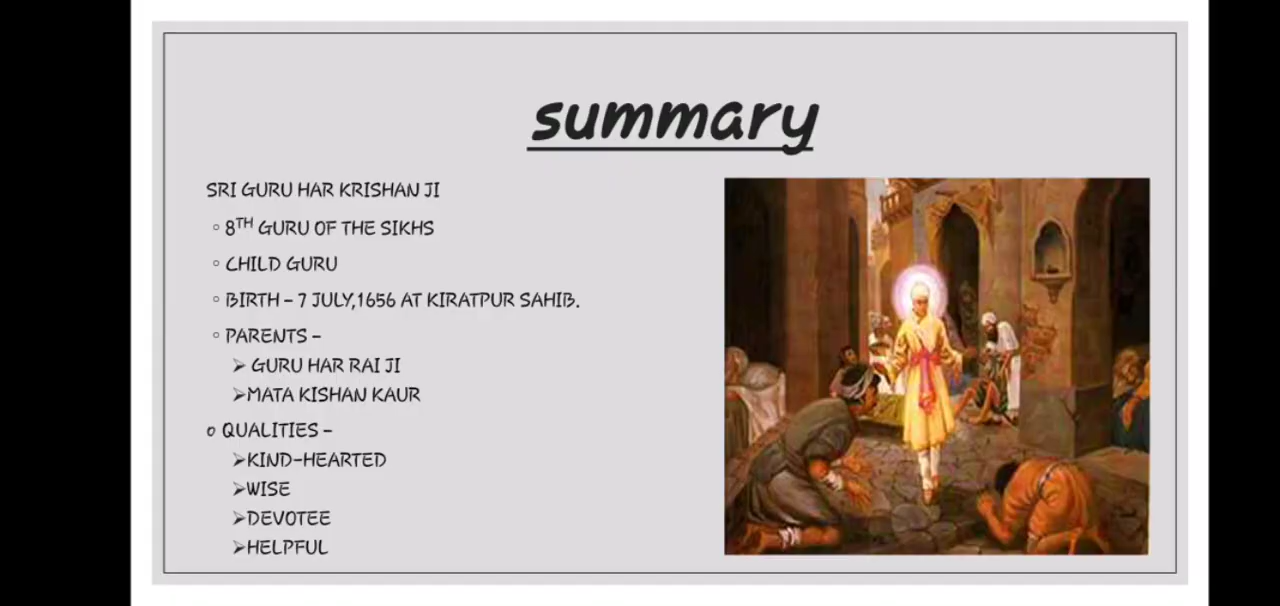 summary
SRI GURU HAR KRISHAN JI
◦ 8TH GURU OF THE SIKHS
◦ CHILD GURU
◦ BIRTH – 7 JULY,1656 AT KIRATPUR SAHIB.
◦ PARENTS –
➢ GURU HAR RAI JI
➢MATA KISHAN KAUR
o QUALITIES –
➢KIND-HEARTED
➢WISE
➢DEVOTEE
➢HELPFUL